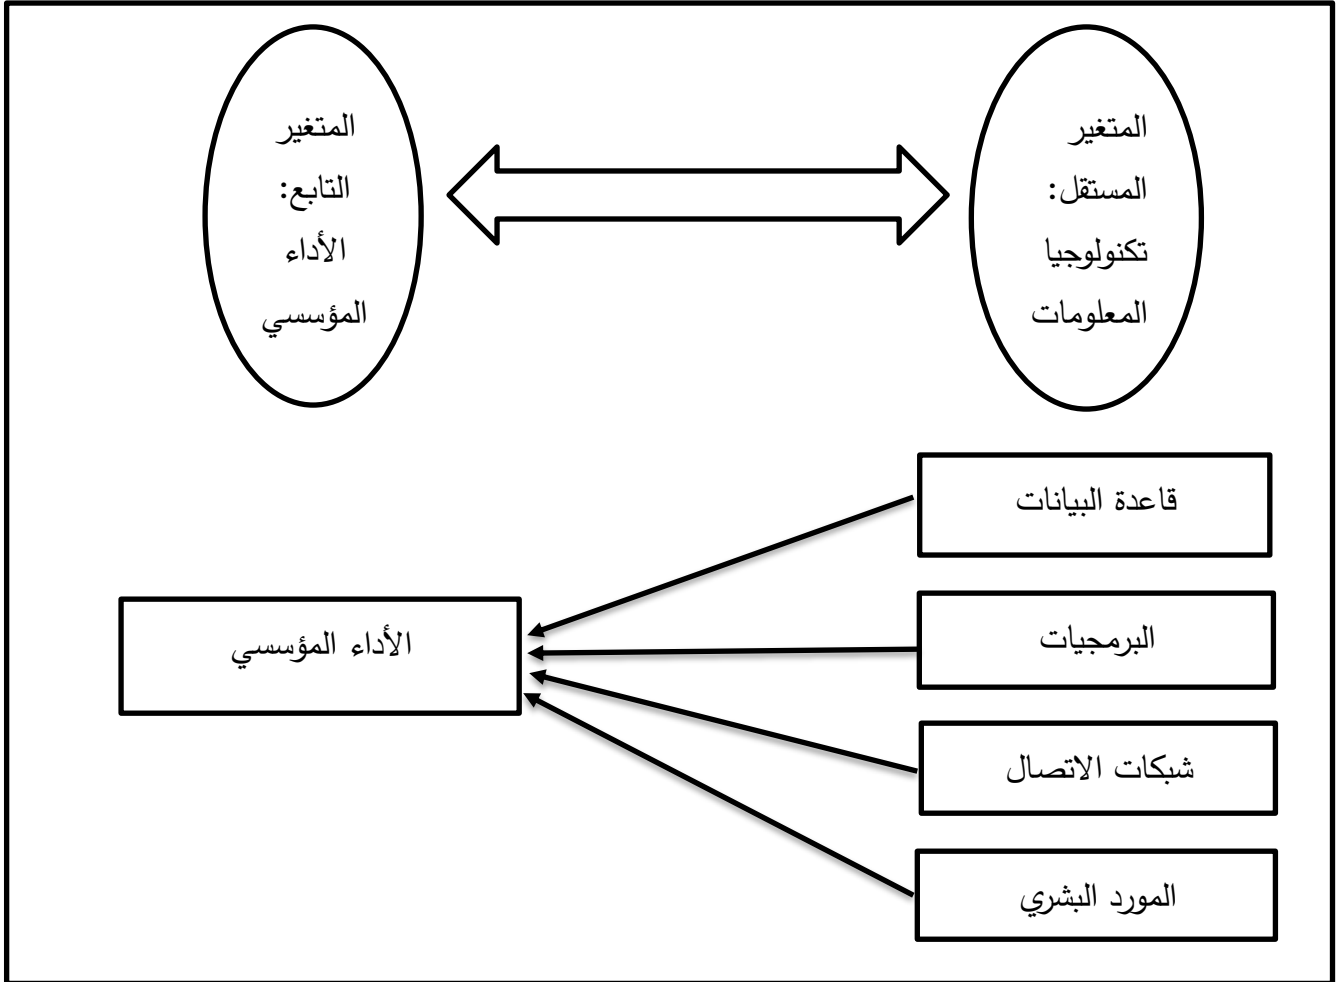 المتغير
المستقل:
تكنولوجيا
المعلومات
المتغير
التابع:
الأداء
المؤسسي
قاعدة البيانات
البرمجيات
شبكات الاتصال
المورد البشري
الأداء المؤسسي